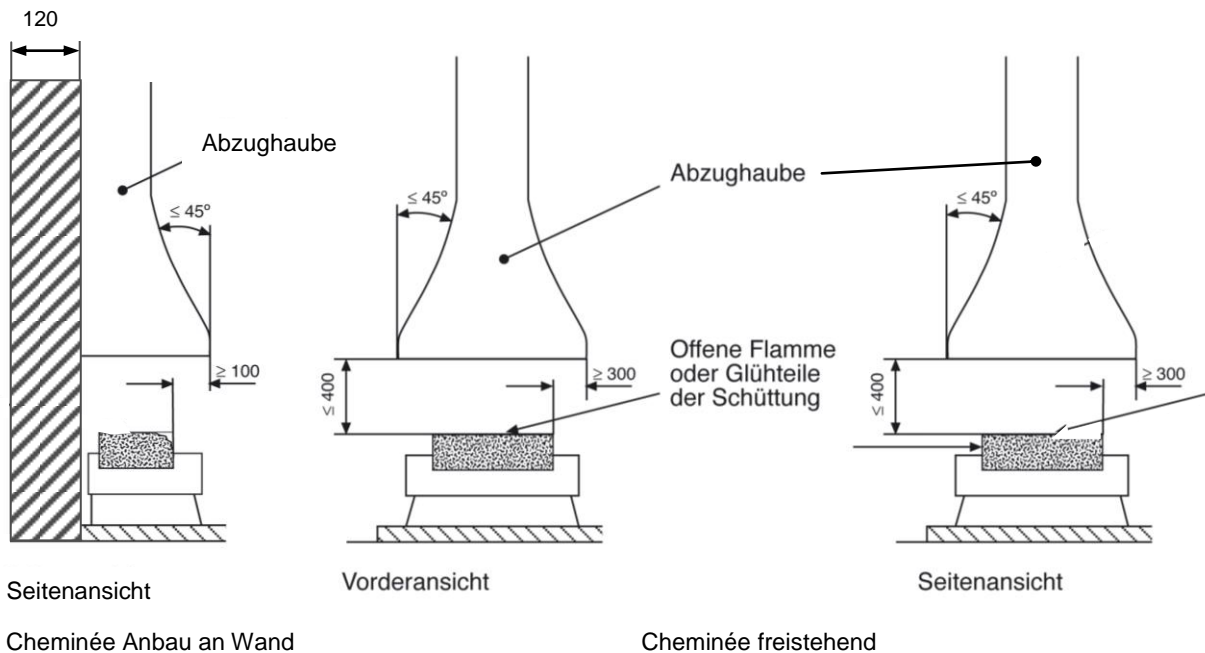 120
Abzughaube
≤ 45°
≥ 100
Seitenansicht
Cheminée Anbau an Wand
≤ 45°
Abzughaube
≤ 400
Offene Flamme
oder Glühteile
der Schüttung
≥ 300
Vorderansicht
≤ 45°
≤ 400
≥ 300
Seitenansicht
Cheminée freistehend